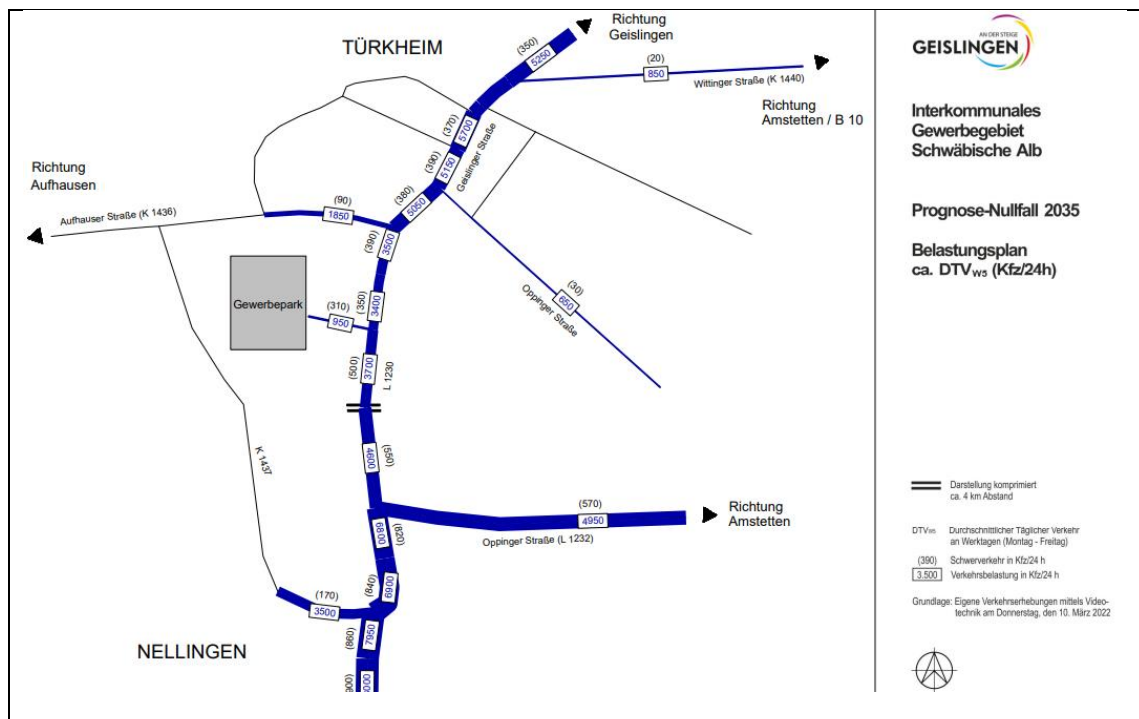 TÜRKHEIM
Richtung
Geislingen
(350)
5250
(20)
850
Wittinger Straße (K 1440)
Richtung
Amstetten / B 10
(370)
5700
(390)
5150
Geislinger Straße
(380)
5050
Richtung
Aufhausen
Aufhauser Straße (K 1436)
(90)
1850
(390)
3500
(30)
650
Oppinger Straße
Gewerbepark
(310)
950
(350)
3400
(500)
3700
L 1230
K 1437
4600
(550)
(570)
4950
Richtung
Amstetten
Oppinger Straße (L 1232)
6800
(820)
(840)
6900
(170)
3500
(860)
7950
NELLINGEN
AN DER STEIGE
GEISLINGEN
Interkommunales
Gewerbegebiet
Schwäbische Alb
Prognose-Nullfall 2035
Belastungsplan
ca. DTVW5 (Kfz/24h)
Darstellung komprimiert
ca. 4 km Abstand
DTVW5 Durchschnittlicher Täglicher Verkehr
an Werktagen (Montag - Freitag)
(390) Schwerverkehr in Kfz/24 h
3.500 Verkehrsbelastung in Kfz/24 h
Grundlage: Eigene Verkehrserhebungen mittels Video-
technik am Donnerstag, den 10. März 2022